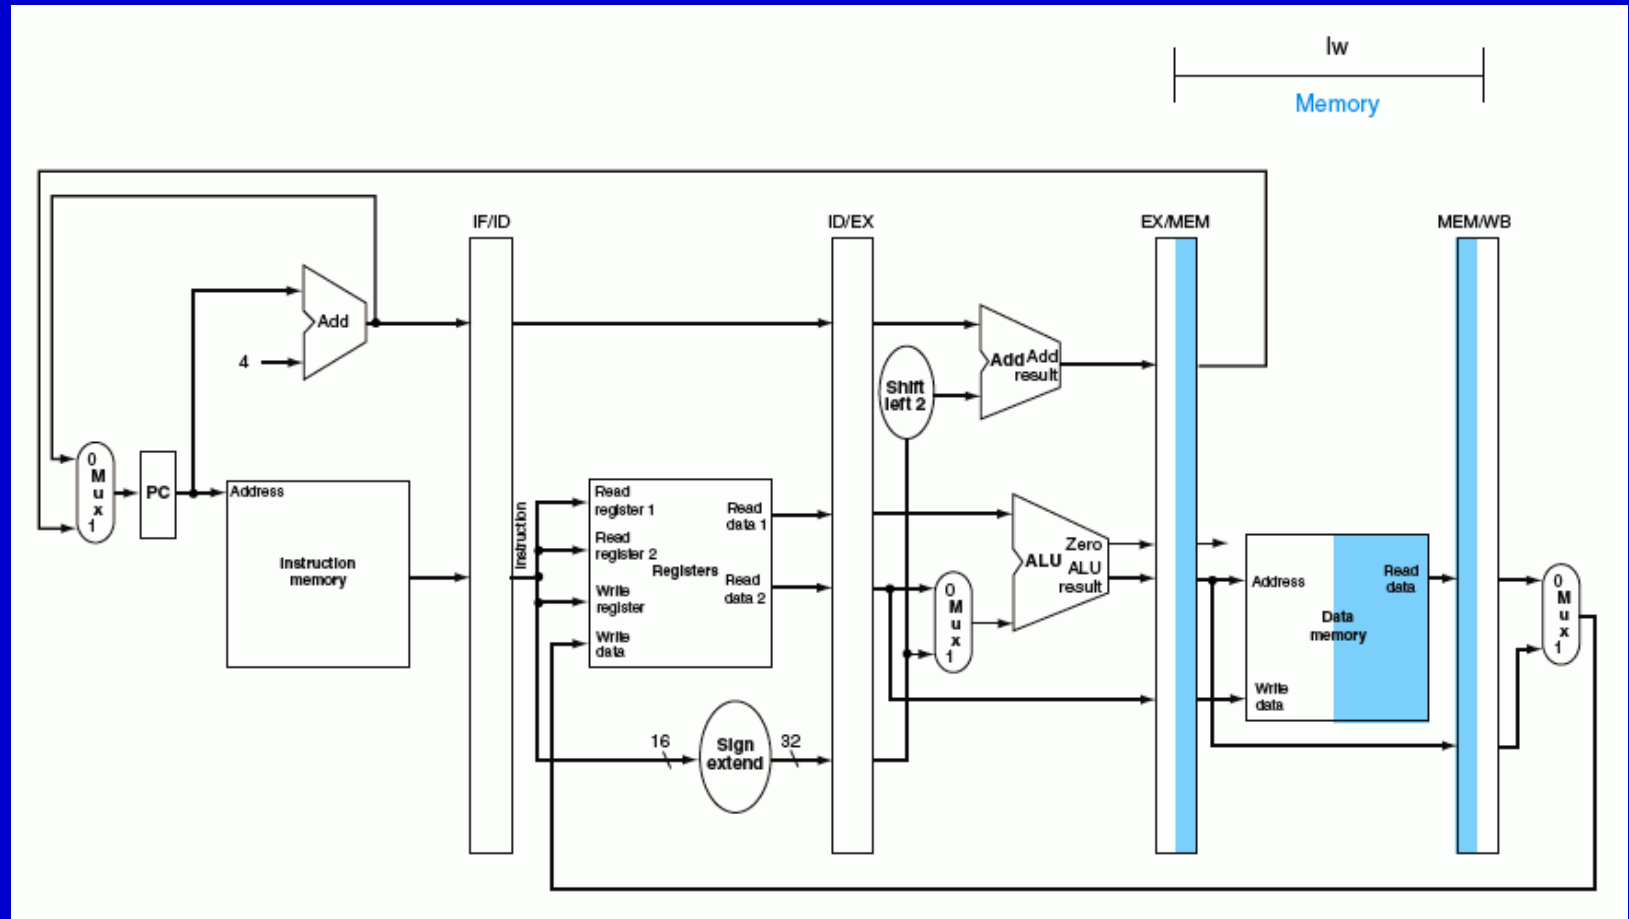 lw
Memory
IF/ID
ID/EX
EX/MEM
MEM/WB
Add
4
Add Add
result
Shift
left 2
0
M
u
x
1
PC
Address
Instruction
memory
Instruction
Read
register 1
Read
register 2
Write
register
Write
data
Registers
Read
data 1
Read
data 2
16
Sign
extend
32
0
M
u
x
1
Zero
ALU
ALU
result
Address
Read
data
Data
memory
Write
data
0
M
u
x
1